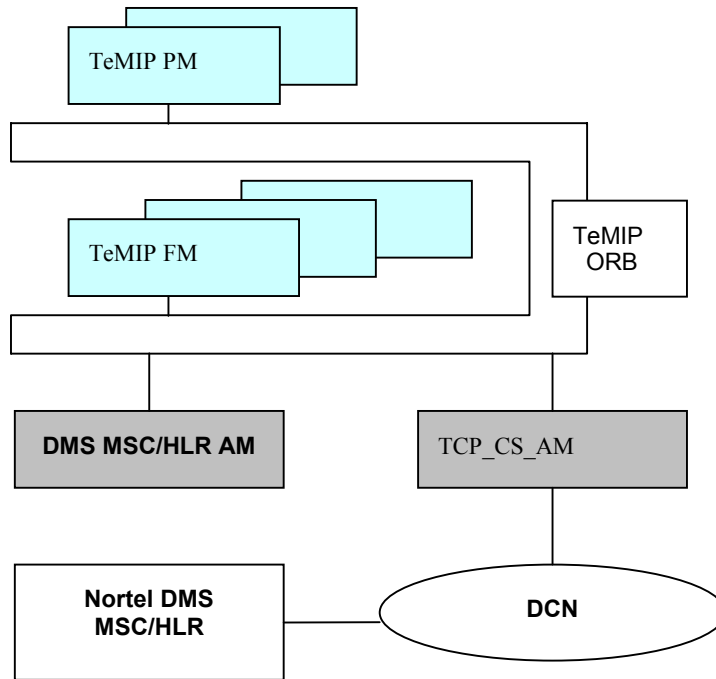 TeMIP PM
TeMIP FM
TeMIP
ORB
DMS MSC/HLR AM
TCP_CS_AM
Nortel DMS
MSC/HLR
DCN